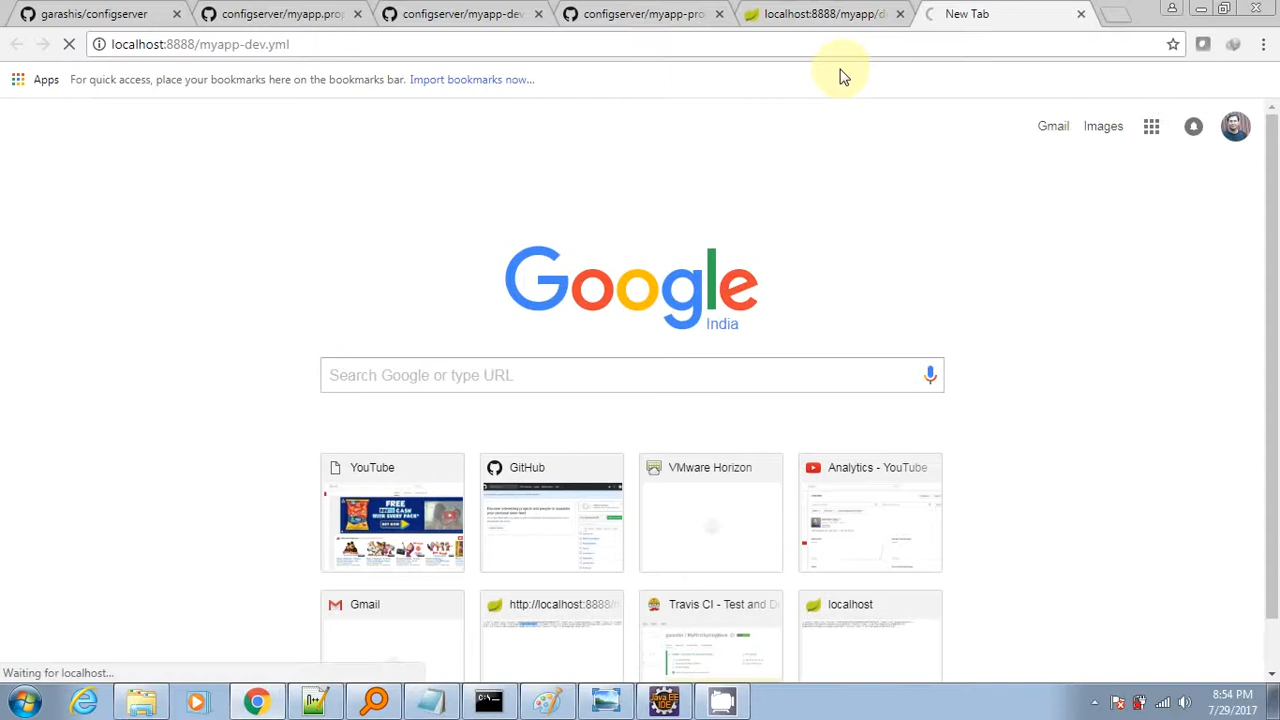 ganshis/configserver
configserver/myapp-pro
configserver/myapp-dev
configserver/myapp-pro
localhost:8888/myapp/d
New Tab
localhost:8888/myapp-dev.yml
Apps
For quick access, place your bookmarks here on the bookmarks bar. Import bookmarks now...
Gmail
Images
Google
India
Search Google or type URL
YouTube
GitHub
VMware Horizon
Analytics - YouTube
Gmail
http://localhost:8888/m
Travis CI - Test and D
localhost
aiting for localhost...
8:54 PM
7/29/2017